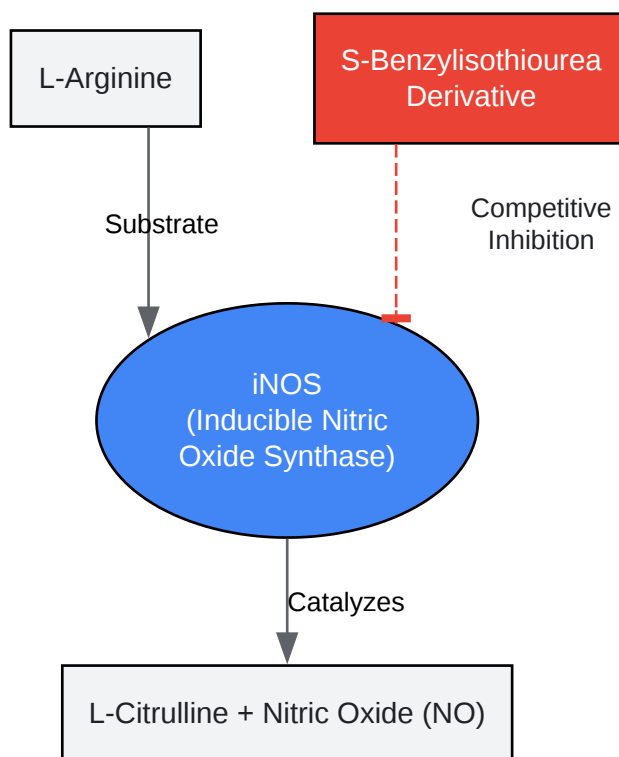 L-Arginine
S-Benzylisothiourea
Derivative
Substrate
Competitive
Inhibition
iNOS
(Inducible Nitric
Oxide Synthase)
Catalyzes
L-Citrulline + Nitric Oxide (NO)